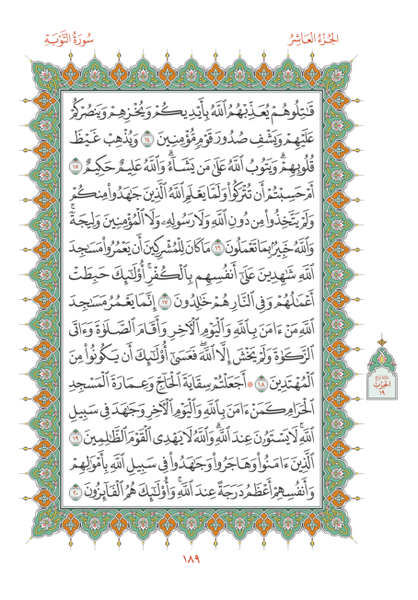 الجُزْءُ العَاشِرُ
سُورَةُ التَّوْبَةِ
قَٰتِلُوهُمْ يُعَذِّبْهُمُ ٱللَّهُ بِأَيْدِيكُمْ وَيُخْزِهِمْ وَيَنصُرْكُمْ
عَلَيْهِمْ وَيَشْفِ صُدُورَ قَوْمٍ مُّؤْمِنِينَ ١٤ وَيُذْهِبْ غَيْظَ
قُلُوبِهِمْۗ وَيَتُوبُ ٱللَّهُ عَلَىٰ مَن يَشَآءُۗ وَٱللَّهُ عَلِيمٌ حَكِيمٌ ١٥
أَمْ حَسِبْتُمْ أَن تُتْرَكُوا۟ وَلَمَّا يَعْلَمِ ٱللَّهُ ٱلَّذِينَ جَٰهَدُوا۟ مِنكُمْ
وَلَمْ يَتَّخِذُوا۟ مِن دُونِ ٱللَّهِ وَلَا رَسُولِهِۦ وَلَا ٱلْمُؤْمِنِينَ وَلِيجَةًۚ
وَٱللَّهُ خَبِيرٌۢ بِمَا تَعْمَلُونَ ١٦ مَا كَانَ لِلْمُشْرِكِينَ أَن يَعْمُرُوا۟ مَسَٰجِدَ
ٱللَّهِ شَٰهِدِينَ عَلَىٰٓ أَنفُسِهِم بِٱلْكُفْرِۚ أُو۟لَٰٓئِكَ حَبِطَتْ
أَعْمَٰلُهُمْ وَفِى ٱلنَّارِ هُمْ خَٰلِدُونَ ١٧ إِنَّمَا يَعْمُرُ مَسَٰجِدَ
ٱللَّهِ مَنْ ءَامَنَ بِٱللَّهِ وَٱلْيَوْمِ ٱلْءَاخِرِ وَأَقَامَ ٱلصَّلَوٰةَ وَءَاتَى
ٱلزَّكَوٰةَ وَلَمْ يَخْشَ إِلَّا ٱللَّهَۖ فَعَسَىٰٓ أُو۟لَٰٓئِكَ أَن يَكُونُوا۟ مِنَ
ٱلْمُهْتَدِينَ ١٨ ۞ أَجَعَلْتُمْ سِقَايَةَ ٱلْحَآجِّ وَعِمَارَةَ ٱلْمَسْجِدِ
ٱلْحَرَامِ كَمَنْ ءَامَنَ بِٱللَّهِ وَٱلْيَوْمِ ٱلْءَاخِرِ وَجَٰهَدَ فِى سَبِيلِ
ٱللَّهِۚ لَا يَسْتَوُۥنَ عِندَ ٱللَّهِۗ وَٱللَّهُ لَا يَهْدِى ٱلْقَوْمَ ٱلظَّٰلِمِينَ ١٩
ٱلَّذِينَ ءَامَنُوا۟ وَهَاجَرُوا۟ وَجَٰهَدُوا۟ فِى سَبِيلِ ٱللَّهِ بِأَمْوَٰلِهِمْ
وَأَنفُسِهِمْ أَعْظَمُ دَرَجَةً عِندَ ٱللَّهِۚ وَأُو۟لَٰٓئِكَ هُمُ ٱلْفَآئِزُونَ ٢٠
١٩
١٨٩